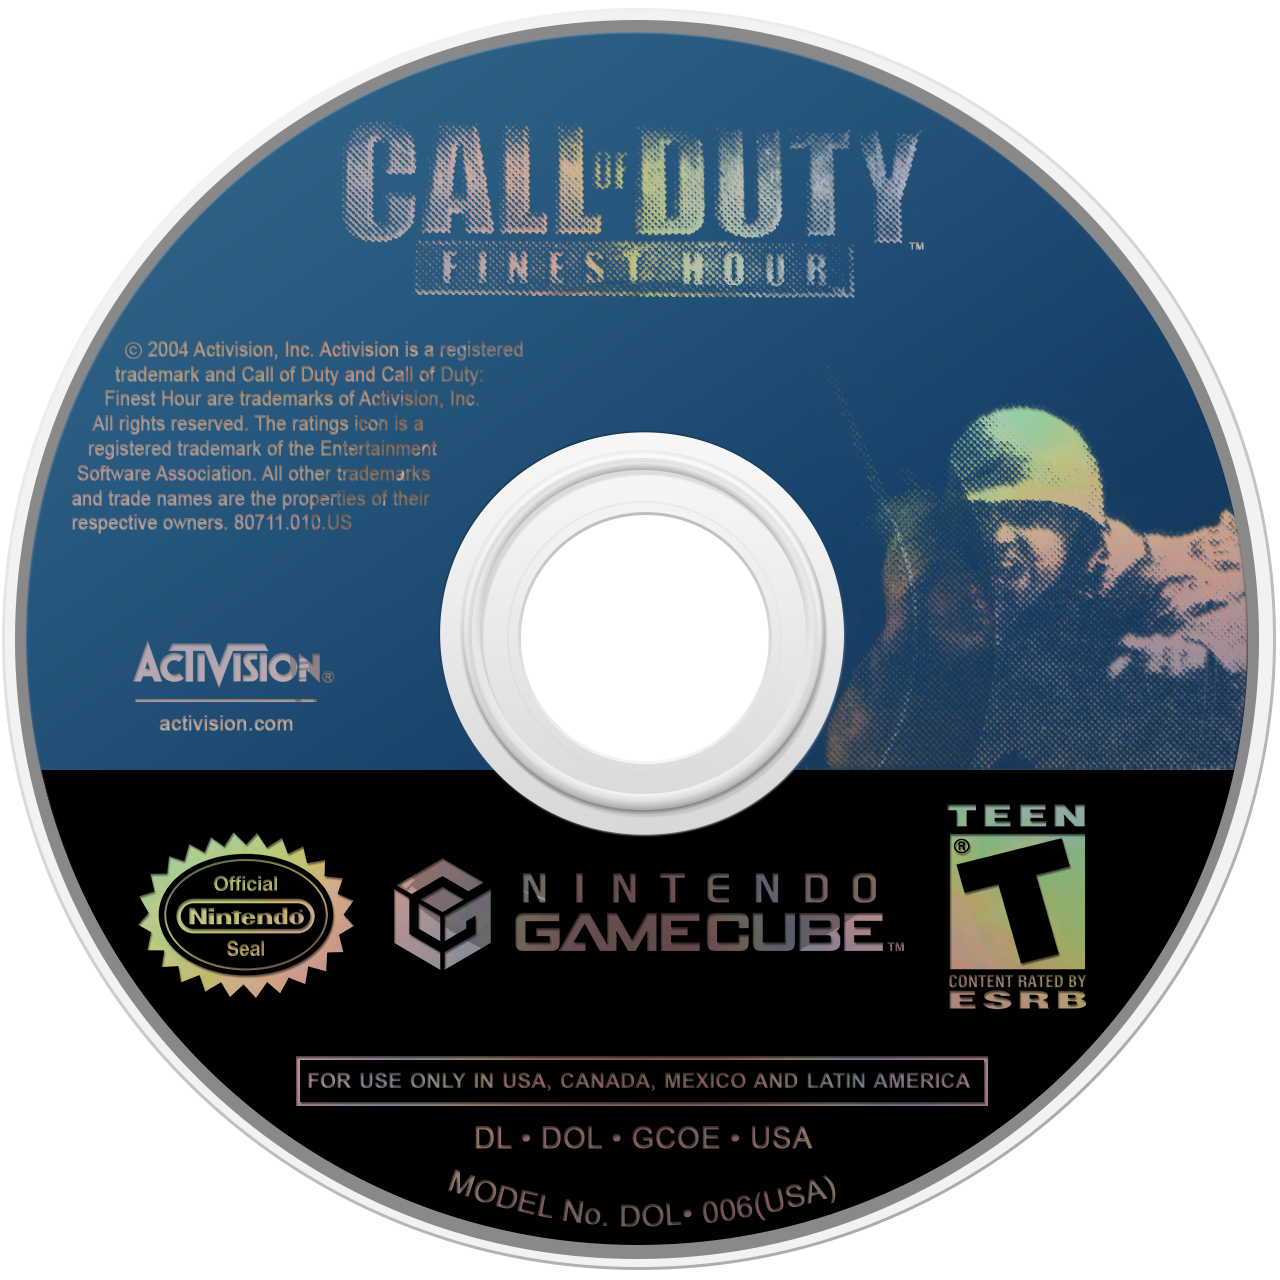 CALL OF DUTY™
FINEST HOUR
© 2004 Activision, Inc. Activision is a registered
trademark and Call of Duty and Call of Duty:
Finest Hour are trademarks of Activision, Inc.
All rights reserved. The ratings icon is a
registered trademark of the Entertainment
Software Association. All other trademarks
and trade names are the properties of their
respective owners. 80711.010.US
ACTIVISION®
activision.com
Official
Nintendo®
Seal
NINTENDO
GAMECUBE™
TEEN
® T
CONTENT RATED BY
ESRB
FOR USE ONLY IN USA, CANADA, MEXICO AND LATIN AMERICA
DL • DOL • GCOE • USA
MODEL No. DOL• 006(USA)